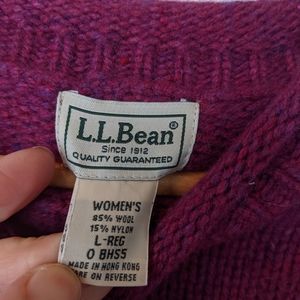 L.L.Bean®
Since 1912
QUALITY GUARANTEED
WOMEN'S
85% WOOL
15% NYLON
L-REG
0 BHS5
MADE IN HONG KONG
CARE ON REVERSE